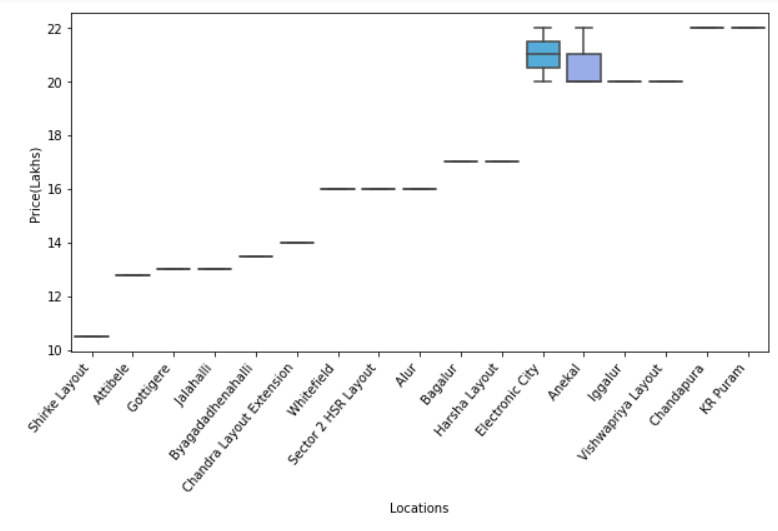 22
20
18
16
14
12
10
Price(Lakhs)
Shirke Layout
Attibele
Gottigere
Jalahalli
Byagadadhenahalli
Chandra Layout Extension
Whitefield
Sector 2 HSR Layout
Alur
Bagalur
Harsha Layout
Electronic City
Anekal
Iggalur
Vishwapriya Layout
Chandapura
KR Puram
Locations